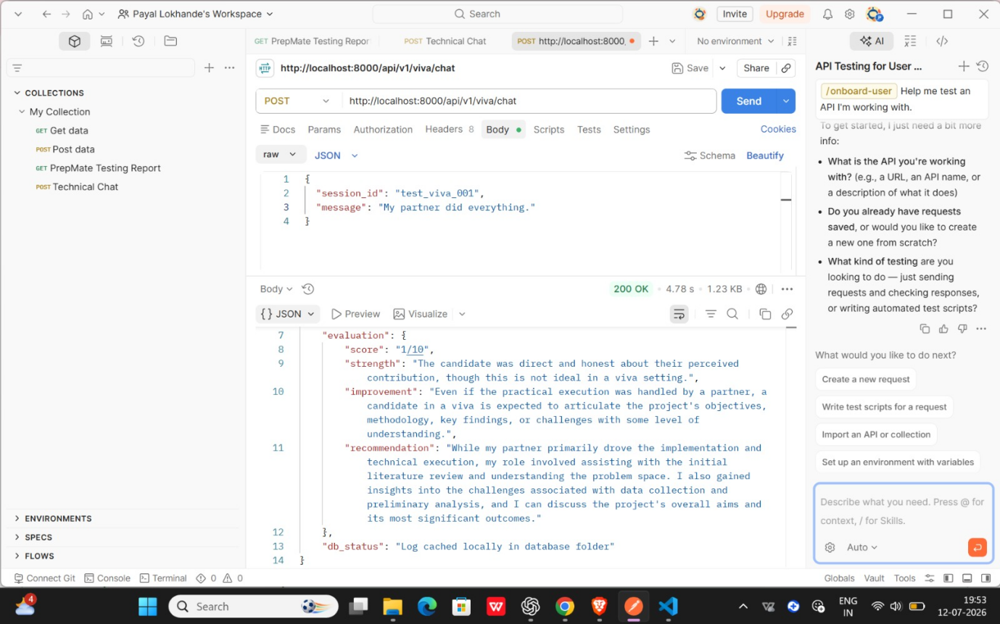 Payal Lokhande's Workspace
Search
Invite
Upgrade
GET PrepMate Testing Repor
POST Technical Chat
POST http://localhost:8000,
No environment
AI
HTTP http://localhost:8000/api/v1/viva/chat
Save
Share
POST
http://localhost:8000/api/v1/viva/chat
Send
Docs
Params
Authorization
Headers 8
Body
Scripts
Tests
Settings
Cookies
raw
JSON
Schema
Beautify
1 {
2 "session_id": "test_viva_001",
3 "message": "My partner did everything."
4 }
COLLECTIONS
My Collection
GET Get data
POST Post data
GET PrepMate Testing Report
POST Technical Chat
ENVIRONMENTS
SPECS
FLOWS
Body
200 OK
4.78 s
1.23 KB
{ } JSON
Preview
Visualize
7 "evaluation": {
8 "score": "1/10",
9 "strength": "The candidate was direct and honest about their perceived
contribution, though this is not ideal in a viva setting.",
10 "improvement": "Even if the practical execution was handled by a partner, a
candidate in a viva is expected to articulate the project's objectives,
methodology, key findings, or challenges with some level of
understanding.",
11 "recommendation": "While my partner primarily drove the implementation and
technical execution, my role involved assisting with the initial
literature review and understanding the problem space. I also gained
insights into the challenges associated with data collection and
preliminary analysis, and I can discuss the project's overall aims and
its most significant outcomes."
12 },
13 "db_status": "Log cached locally in database folder"
14 }
API Testing for User ...
/onboard-user Help me test an
API I'm working with.
To get started, I just need a bit more
info:
• What is the API you're working
with? (e.g., a URL, an API name, or
a description of what it does)
• Do you already have requests
saved, or would you like to create
a new one from scratch?
• What kind of testing are you
looking to do — just sending
requests and checking responses,
or writing automated test scripts?
What would you like to do next?
Create a new request
Write test scripts for a request
Import an API or collection
Set up an environment with variables
Describe what you need. Press @ for
context, / for Skills.
Auto
Connect Git
Console
Terminal
0
0
Globals
Vault
Tools
4
Search
ENG
IN
19:53
12-07-2026